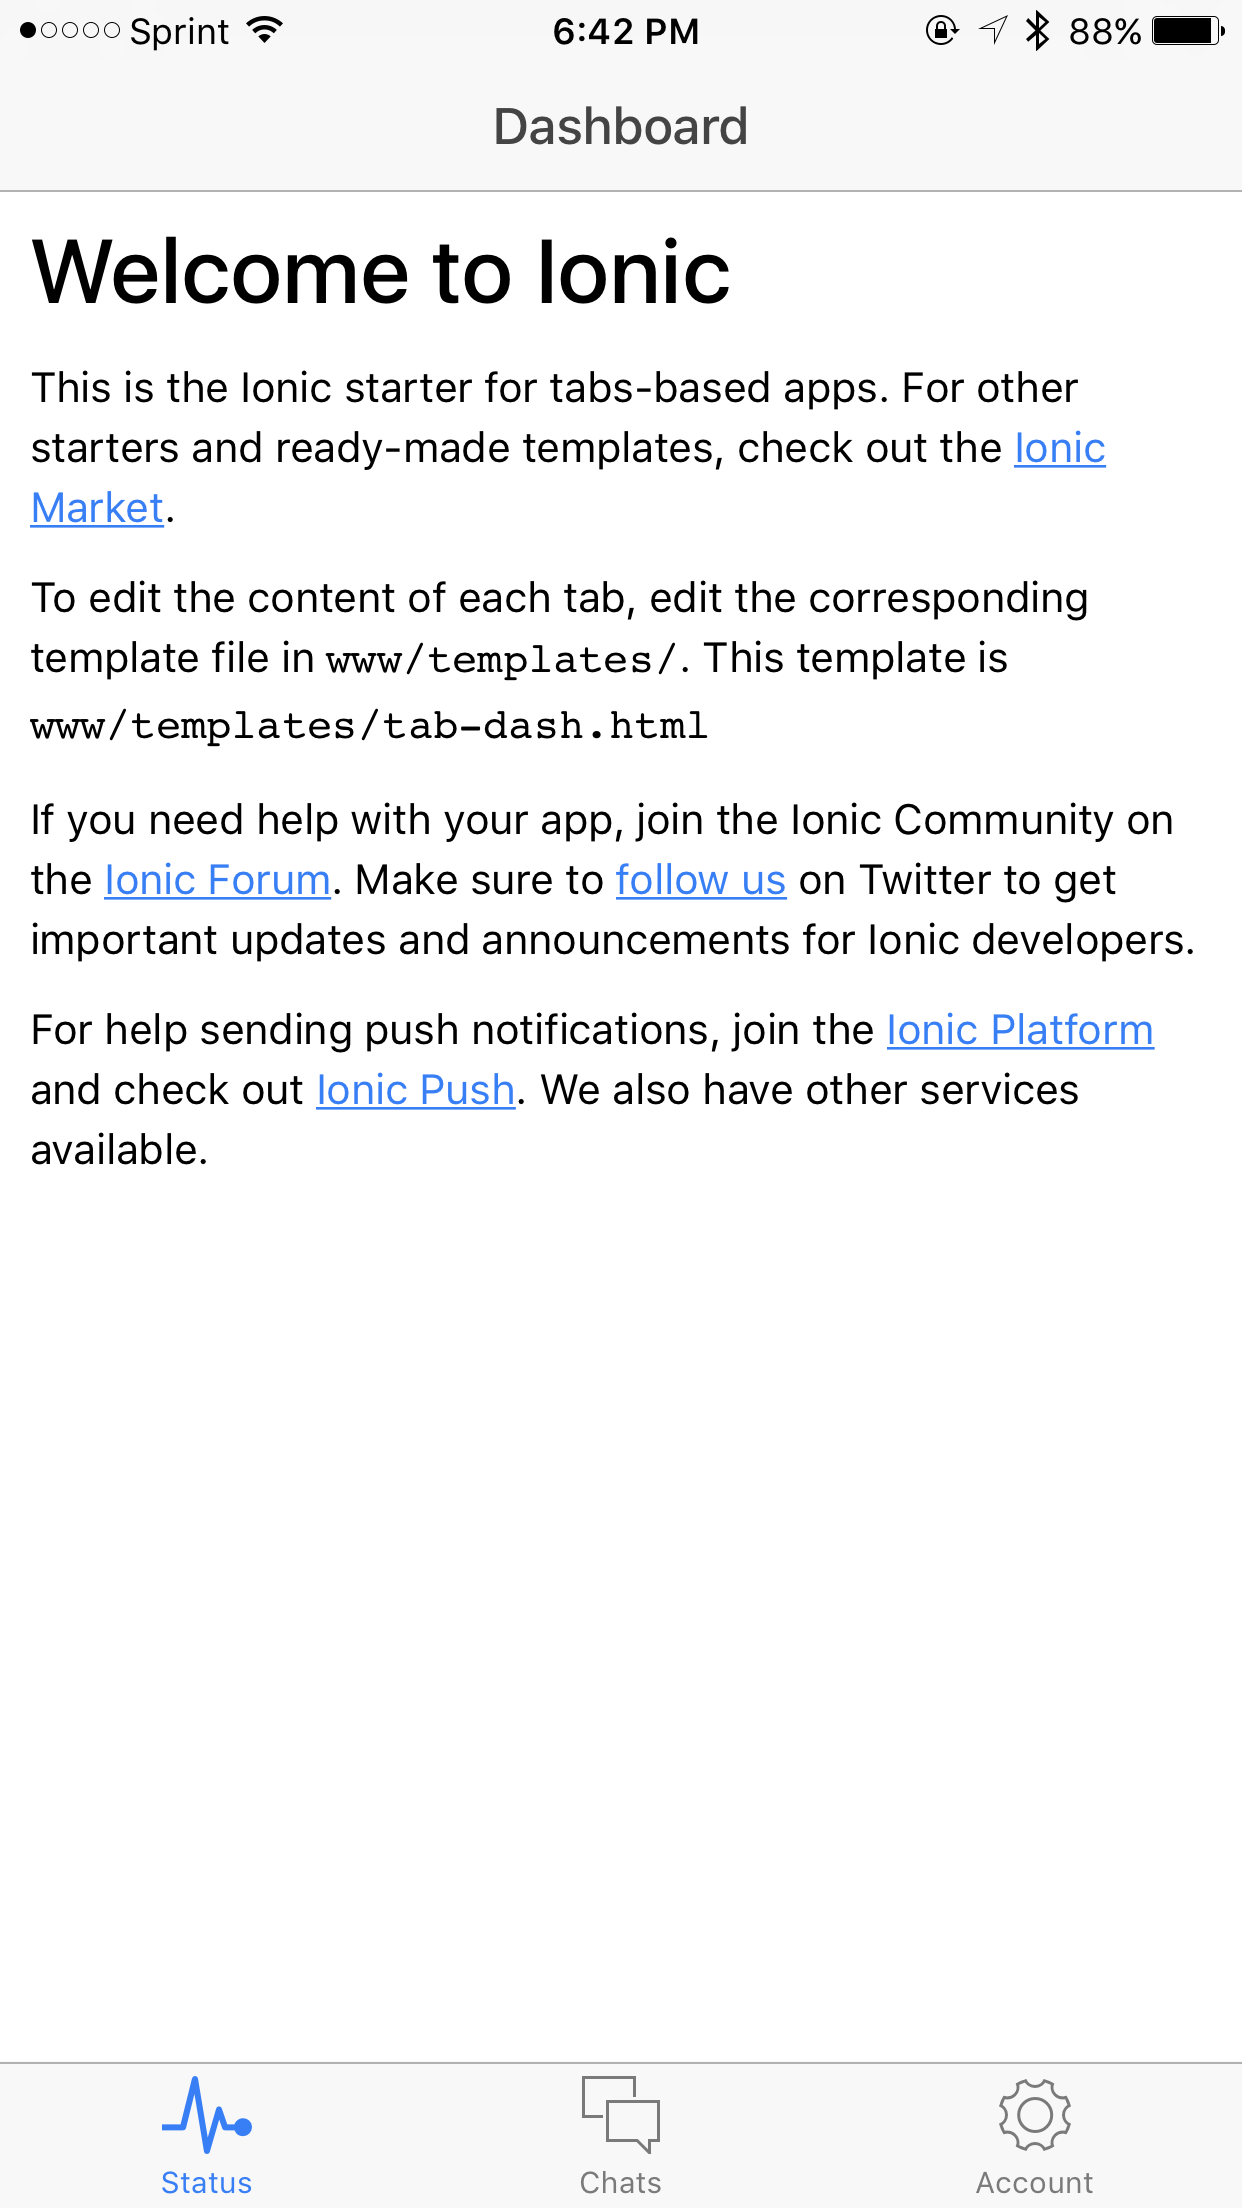 Sprint 6:42 PM 88%
Dashboard
Welcome to Ionic
This is the Ionic starter for tabs-based apps. For other
starters and ready-made templates, check out the Ionic
Market.
To edit the content of each tab, edit the corresponding
template file in www/templates/. This template is
www/templates/tab-dash.html
If you need help with your app, join the Ionic Community on
the Ionic Forum. Make sure to follow us on Twitter to get
important updates and announcements for Ionic developers.
For help sending push notifications, join the Ionic Platform
and check out Ionic Push. We also have other services
available.
Status Chats Account